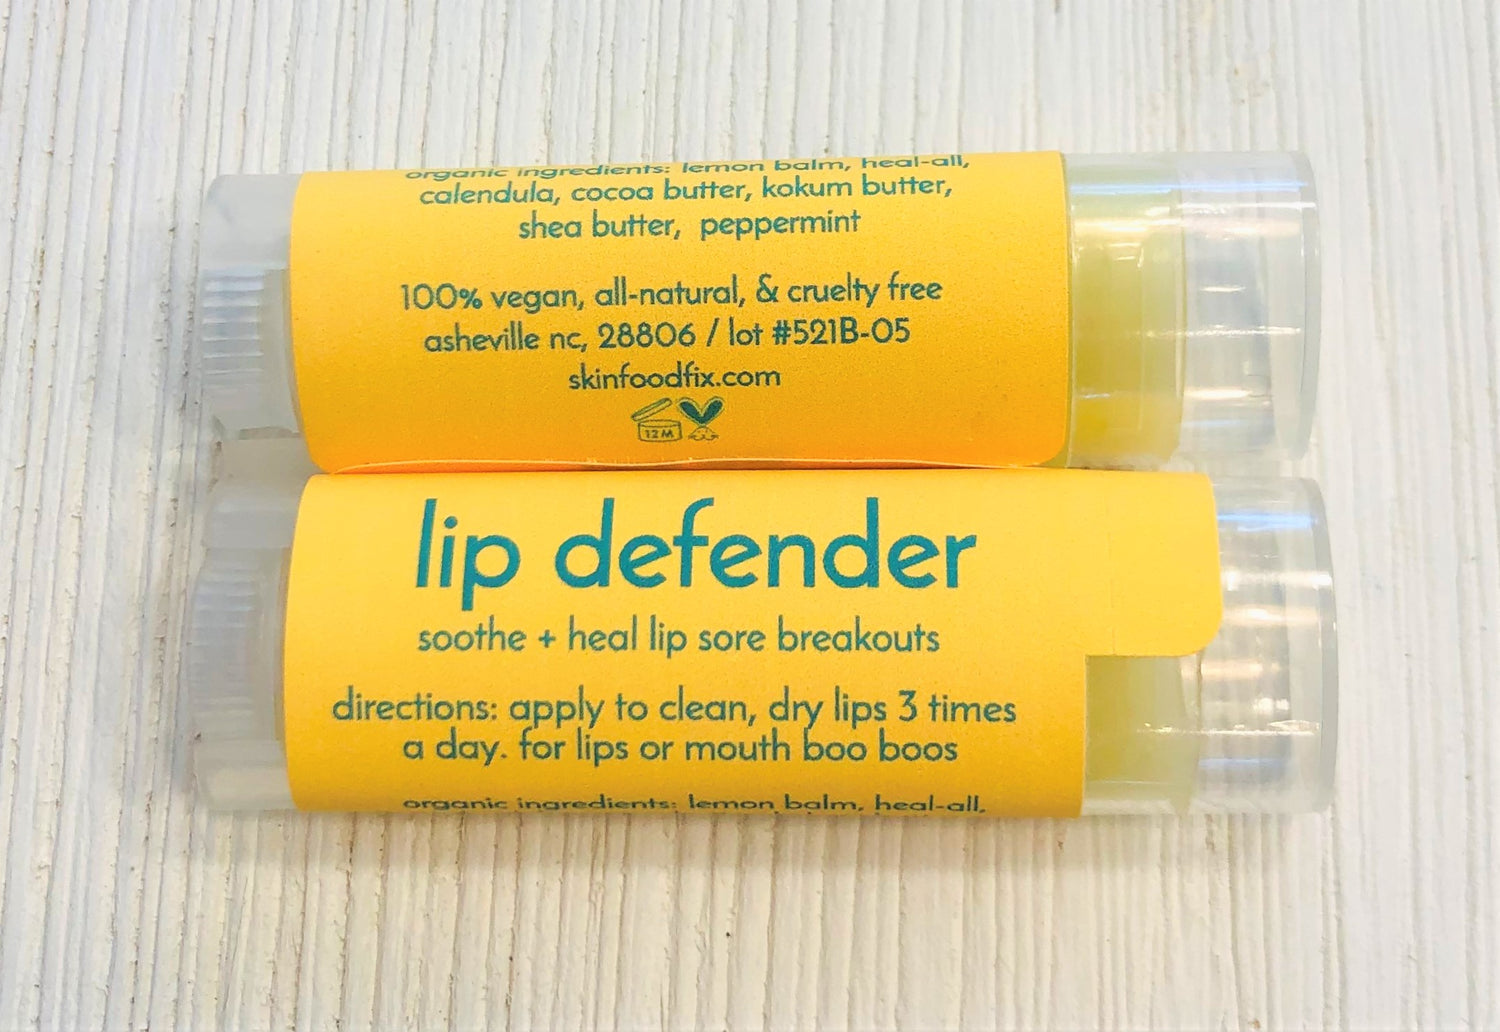 organic ingredients: lemon balm, heal-all,
calendula, cocoa butter, kokum butter,
shea butter, peppermint
100% vegan, all-natural, & cruelty free
asheville nc, 28806 / lot #521B-05
skinfoodfix.com
12M
lip defender
soothe + heal lip sore breakouts
directions: apply to clean, dry lips 3 times
a day. for lips or mouth boo boos
organic ingredients: lemon balm, heal-all,